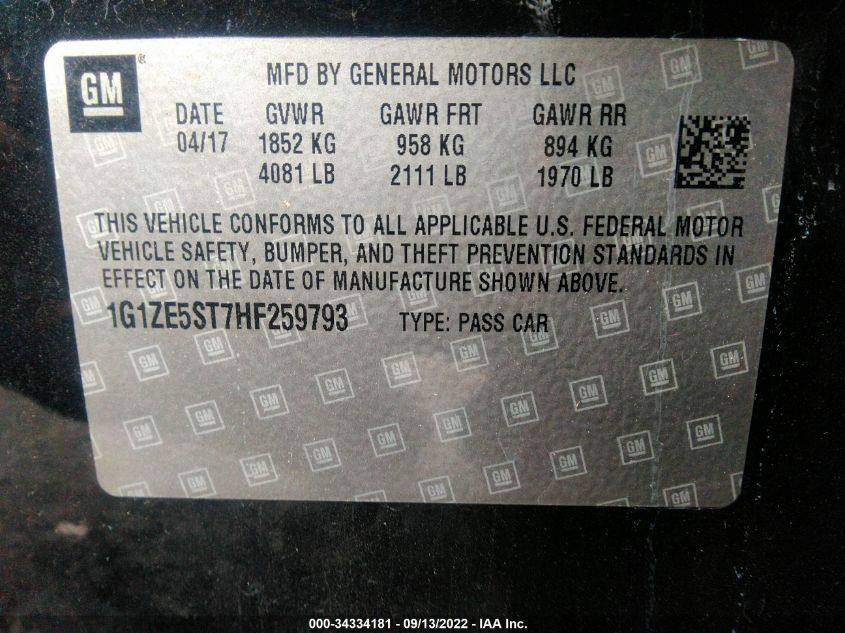 GM ®
MFD BY GENERAL MOTORS LLC
DATE GVWR GAWR FRT GAWR RR
04/17 1852 KG 958 KG 894 KG
4081 LB 2111 LB 1970 LB
THIS VEHICLE CONFORMS TO ALL APPLICABLE U.S. FEDERAL MOTOR
VEHICLE SAFETY, BUMPER, AND THEFT PREVENTION STANDARDS IN
EFFECT ON THE DATE OF MANUFACTURE SHOWN ABOVE.
1G1ZE5ST7HF259793 TYPE: PASS CAR
000-34334181 - 09/13/2022 - IAA Inc.